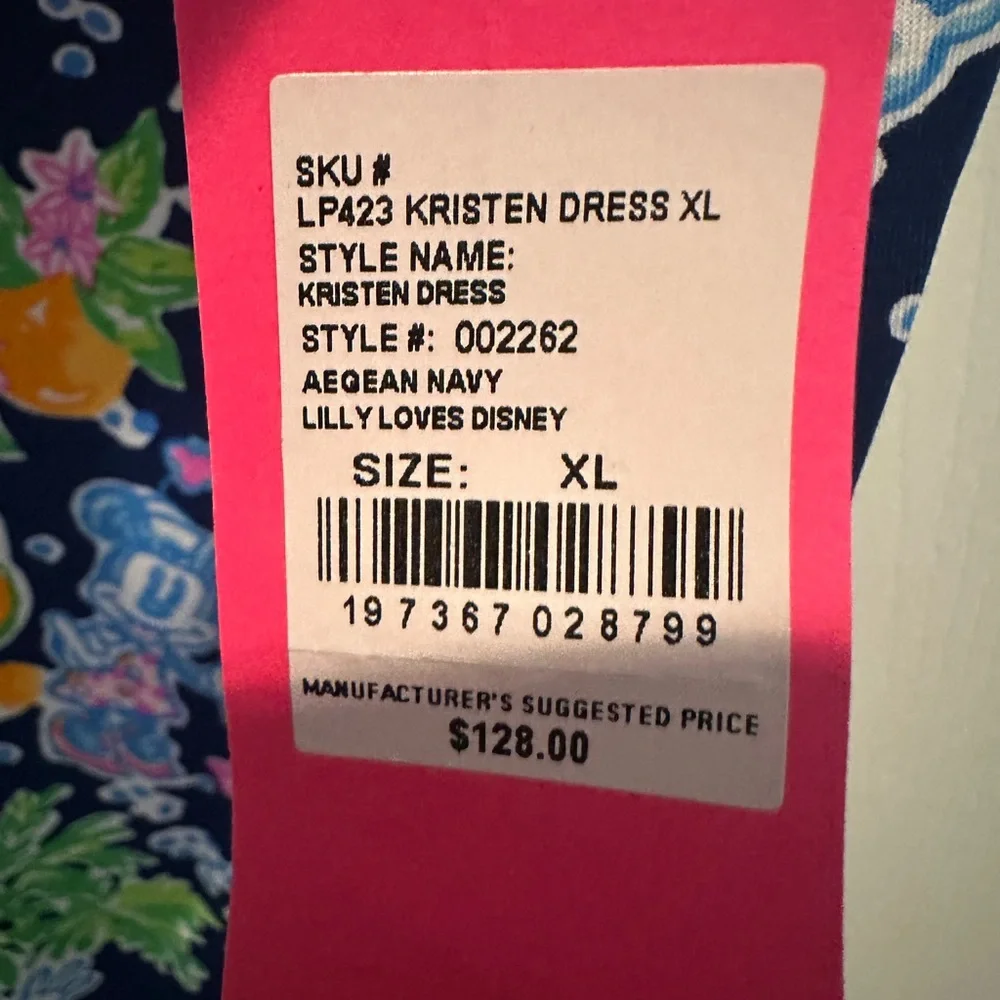 SKU #
LP423 KRISTEN DRESS XL
STYLE NAME:
KRISTEN DRESS
STYLE #: 002262
AEGEAN NAVY
LILLY LOVES DISNEY
SIZE: XL
197367028799
MANUFACTURER'S SUGGESTED PRICE
$128.00